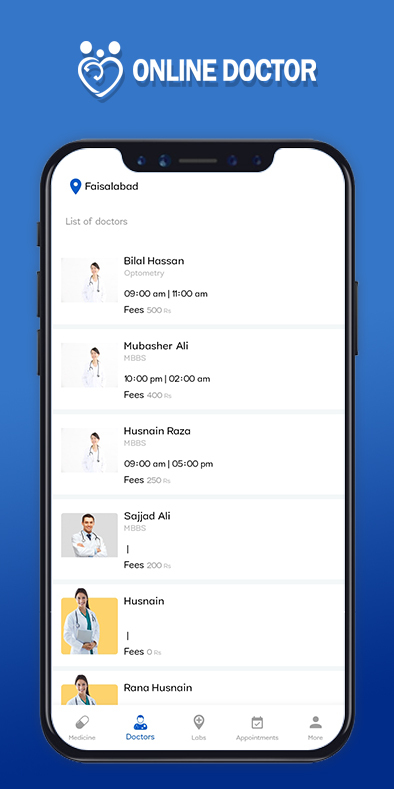 ONLINE DOCTOR
Faisalabad
List of doctors
Bilal Hassan
Optometry
09:00 am | 11:00 am
Fees 500 Rs
Mubasher Ali
MBBS
10:00 pm | 02:00 am
Fees 400 Rs
Husnain Raza
MBBS
09:00 am | 05:00 pm
Fees 250 Rs
Sajjad Ali
MBBS
|
Fees 200 Rs
Husnain
|
Fees 0 Rs
Rana Husnain
Medicine Doctors Labs Appointments More